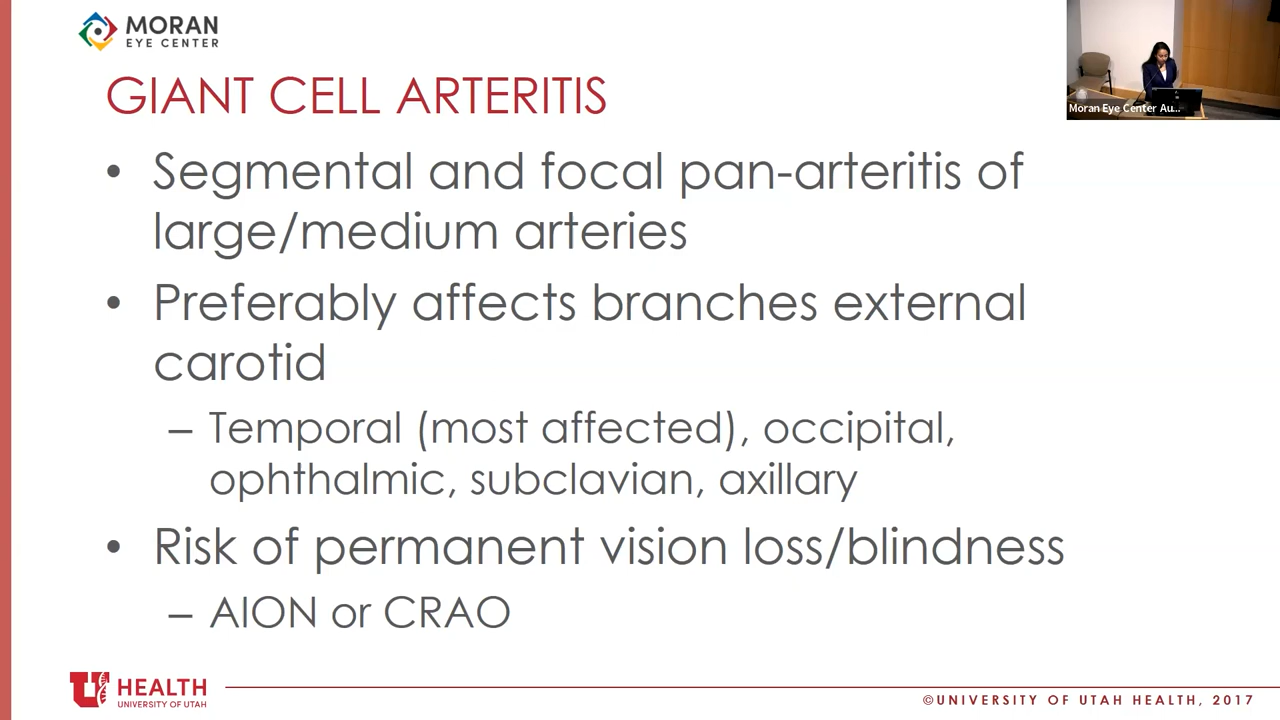 MORAN
EYE CENTER
Moran Eye Center Au...
GIANT CELL ARTERITIS
• Segmental and focal pan-arteritis of
large/medium arteries
• Preferably affects branches external
carotid
– Temporal (most affected), occipital,
ophthalmic, subclavian, axillary
• Risk of permanent vision loss/blindness
– AION or CRAO
U HEALTH
UNIVERSITY OF UTAH
©UNIVERSITY OF UTAH HEALTH, 2017